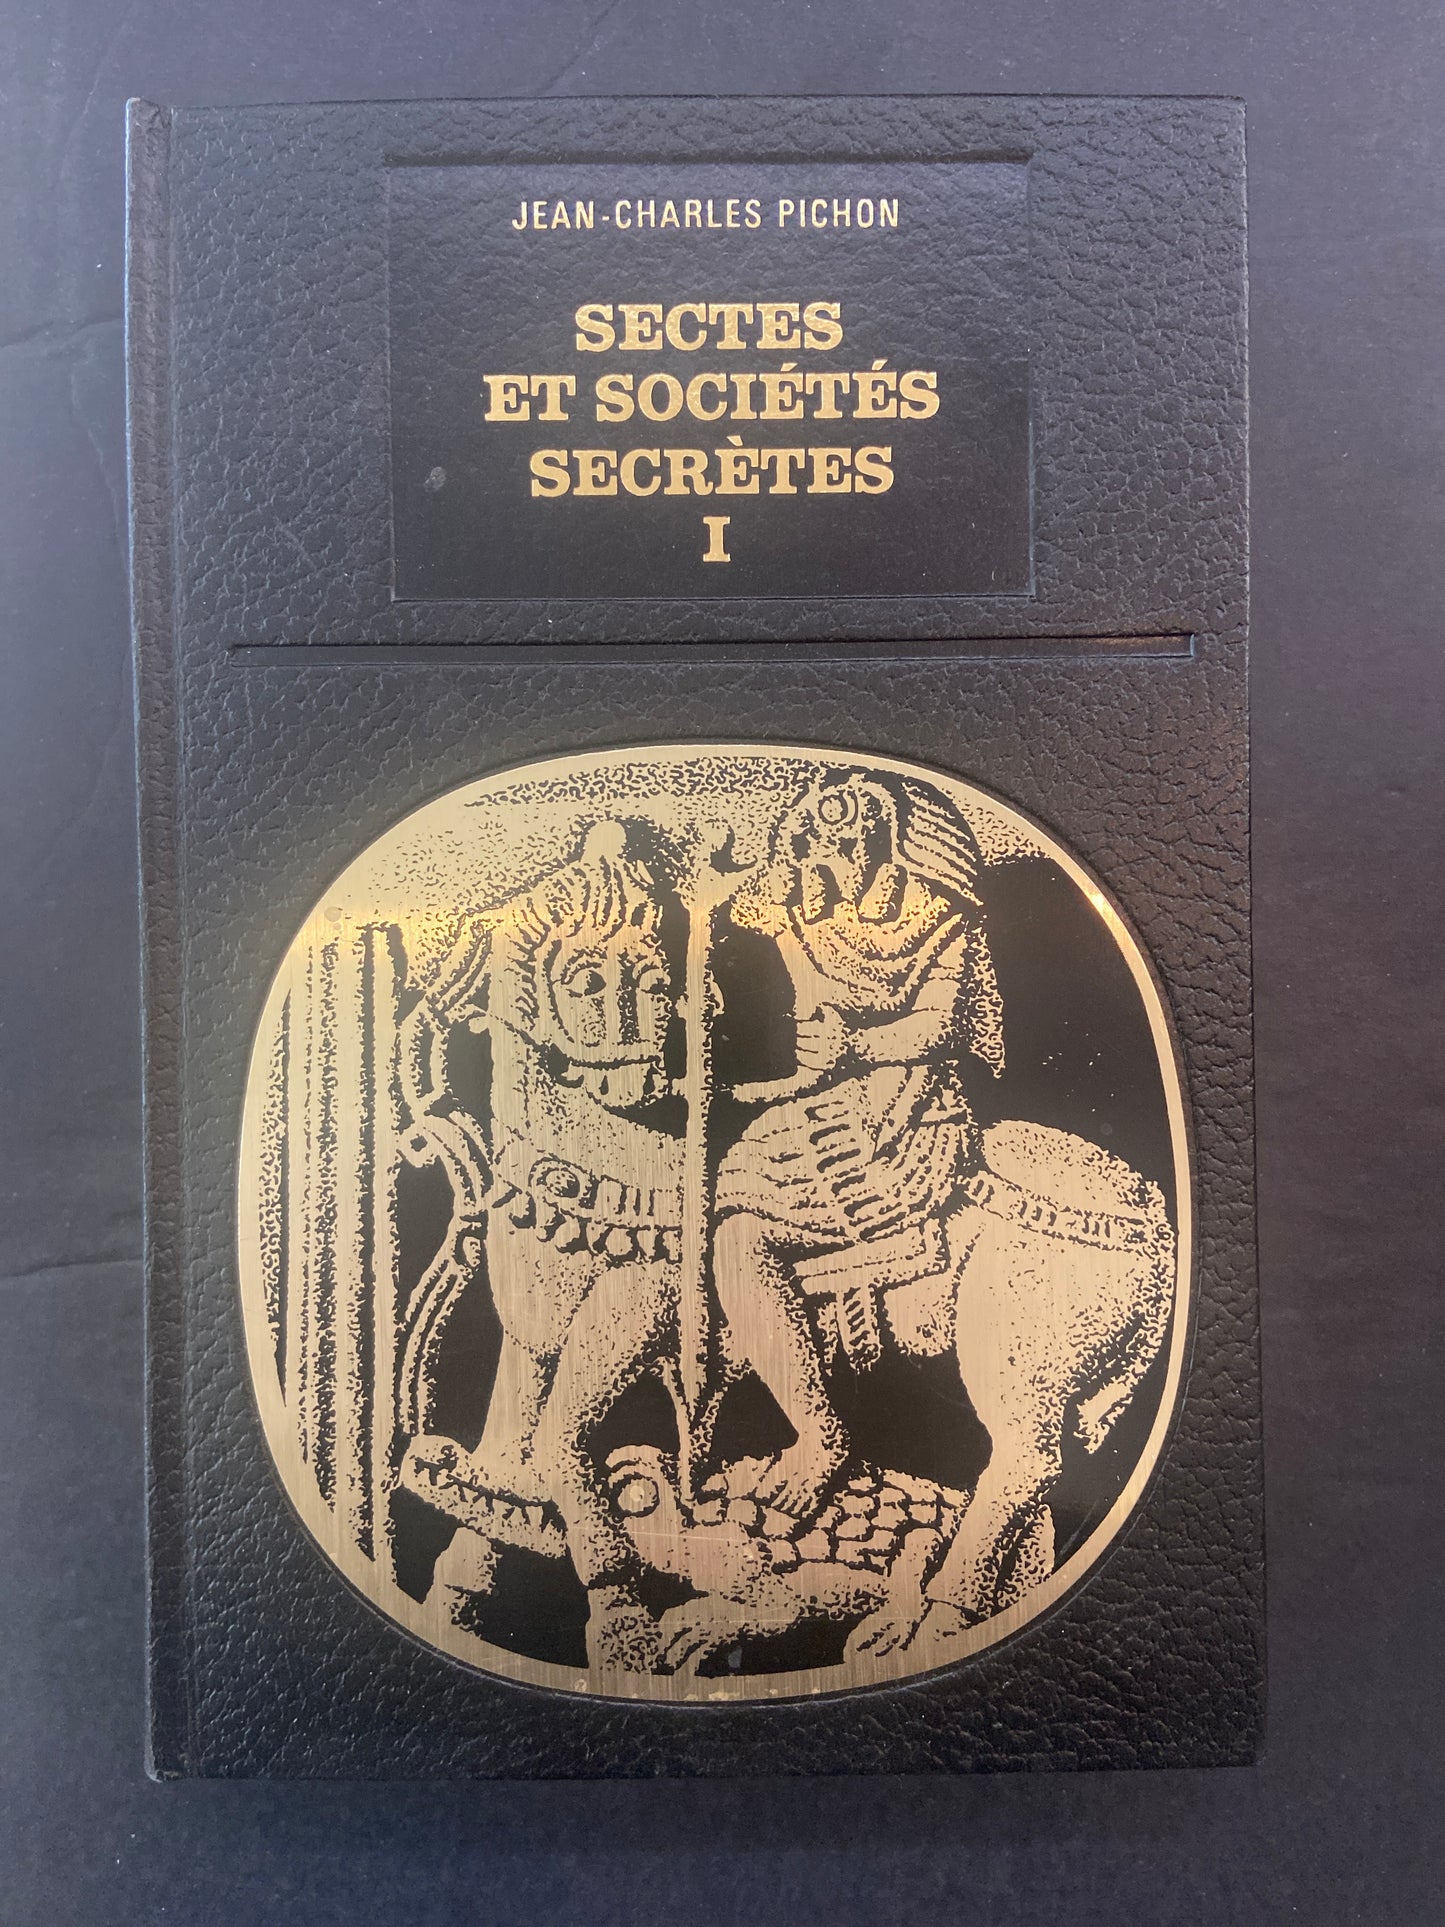 JEAN-CHARLES PICHON
SECTES
ET SOCIÉTÉS
SECRÈTES
I